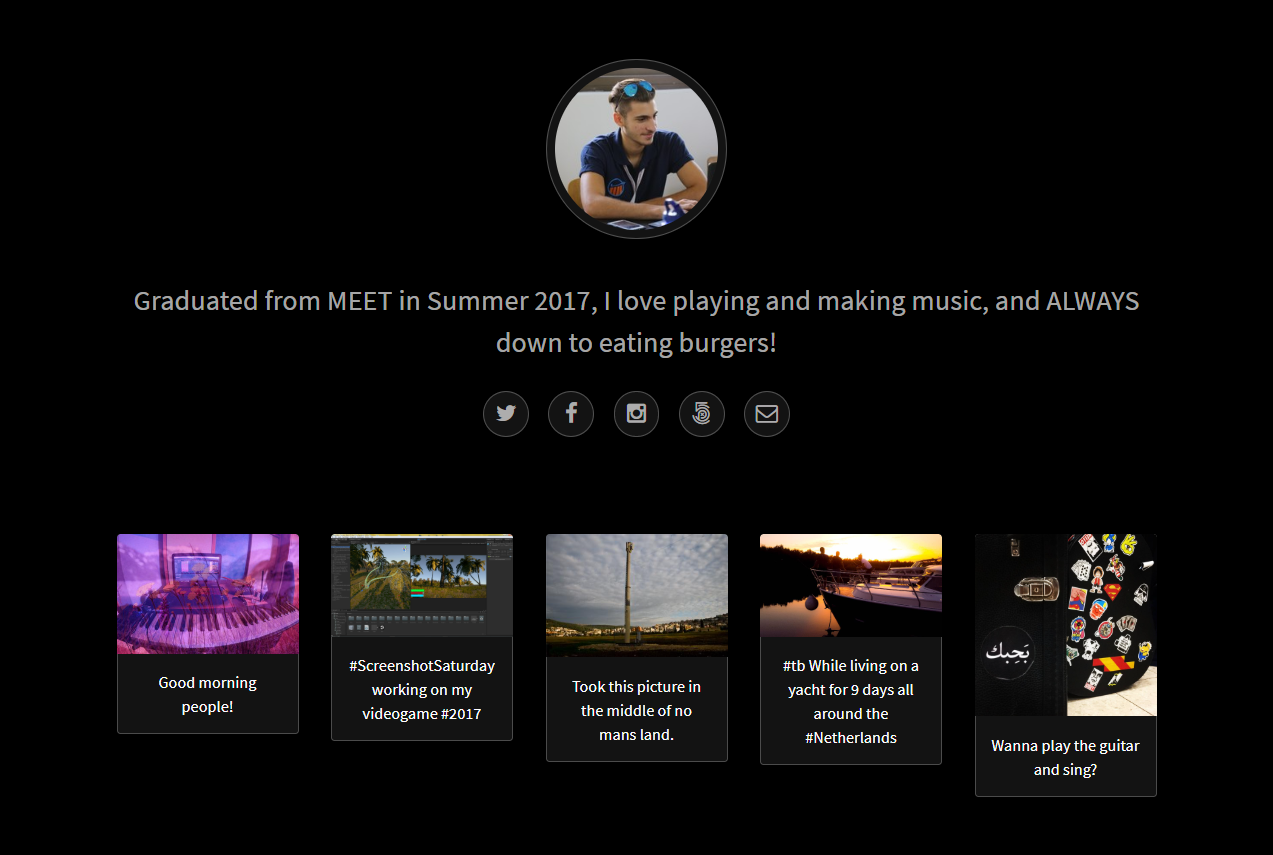 Graduated from MEET in Summer 2017, I love playing and making music, and ALWAYS
down to eating burgers!
Good morning
people!
#ScreenshotSaturday
working on my
videogame #2017
Took this picture in
the middle of no
mans land.
#tb While living on a
yacht for 9 days all
around the
#Netherlands
بَحِبك
Wanna play the guitar
and sing?